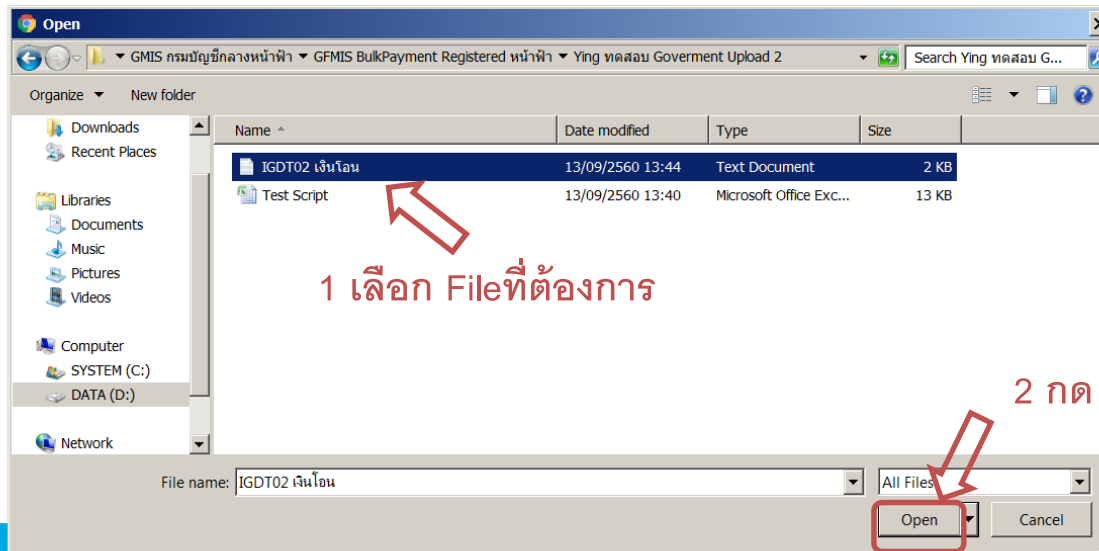 Open
GMIS กรมบัญชีกลางหน้าฟ้า GFMIS BulkPayment Registered หน้าฟ้า Ying ทดสอบ Goverment Upload 2 Search Ying ทดสอบ G...
Organize New folder
Downloads
Recent Places
Libraries
Documents
Music
Pictures
Videos
Computer
SYSTEM (C:)
DATA (D:)
Network
Name Date modified Type Size
IGDT02 เงินโอน 13/09/2560 13:44 Text Document 2 KB
Test Script 13/09/2560 13:40 Microsoft Office Exc... 13 KB
1 เลือก Fileที่ต้องการ
2 กด
File name: IGDT02 เงินโอน All Files
Open Cancel